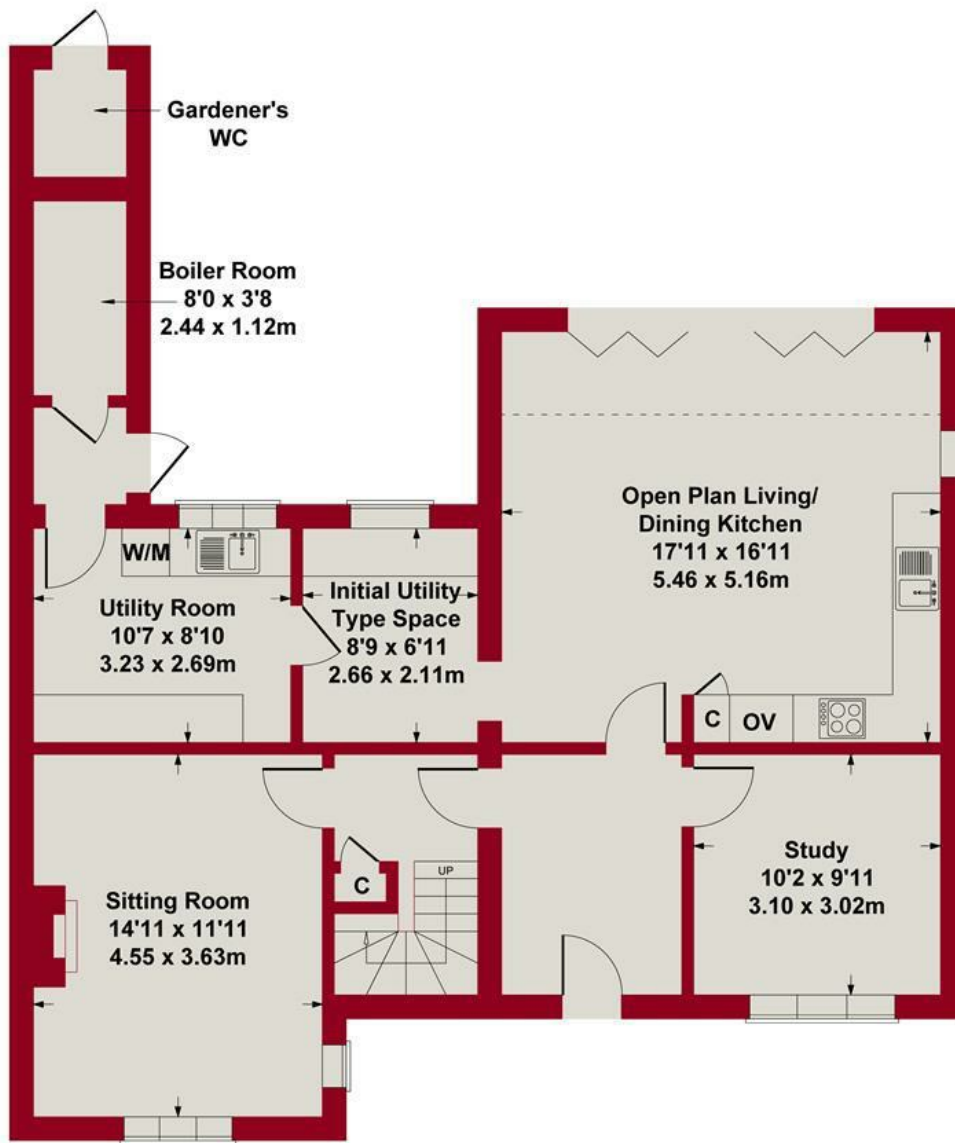 Gardener's
WC
Boiler Room
8'0 x 3'8
2.44 x 1.12m
Open Plan Living/
Dining Kitchen
17'11 x 16'11
5.46 x 5.16m
W/M
Utility Room
10'7 x 8'10
3.23 x 2.69m
Initial Utility
Type Space
8'9 x 6'11
2.66 x 2.11m
C
OV
Sitting Room
14'11 x 11'11
4.55 x 3.63m
C
UP
Study
10'2 x 9'11
3.10 x 3.02m